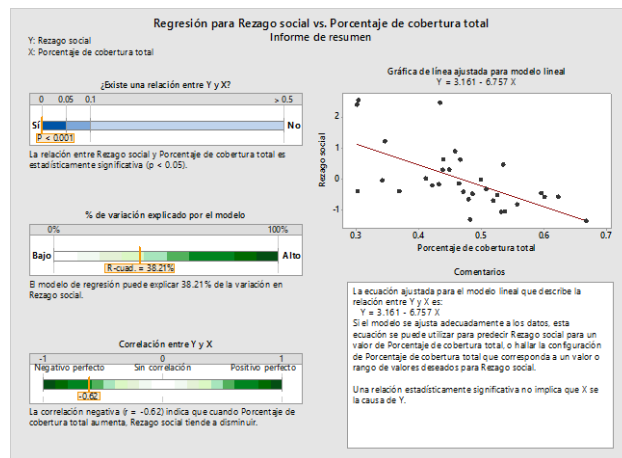 Regresión para Rezago social vs. Porcentaje de cobertura total
Informe de resumen
Y: Rezago social
X: Porcentaje de cobertura total
¿Existe una relación entre Y y X?
0 0.05 0.1 > 0.5
Sí No
P < 0.001
La relación entre Rezago social y Porcentaje de cobertura total es
estadísticamente significativa (p < 0.05).
% de variación explicado por el modelo
0% 100%
Bajo Alto
R-cuad. = 38.21%
El modelo de regresión puede explicar 38.21% de la variación en
Rezago social.
Correlación entre Y y X
-1 0 1
Negativo perfecto Sin correlación Positivo perfecto
-0.62
La correlación negativa (r = -0.62) indica que cuando Porcentaje de
cobertura total aumenta, Rezago social tiende a disminuir.
Gráfica de línea ajustada para modelo lineal
Y = 3.161 - 6.757 X
2
1
0
-1
Rezago social
0.3 0.4 0.5 0.6 0.7
Porcentaje de cobertura total
Comentarios
La ecuación ajustada para el modelo lineal que describe la
relación entre Y y X es:
Y = 3.161 - 6.757 X
Si el modelo se ajusta adecuadamente a los datos, esta
ecuación se puede utilizar para predecir Rezago social para un
valor de Porcentaje de cobertura total, o hallar la configuración
de Porcentaje de cobertura total que corresponda a un valor o
rango de valores deseados para Rezago social.
Una relación estadísticamente significativa no implica que X se
la causa de Y.